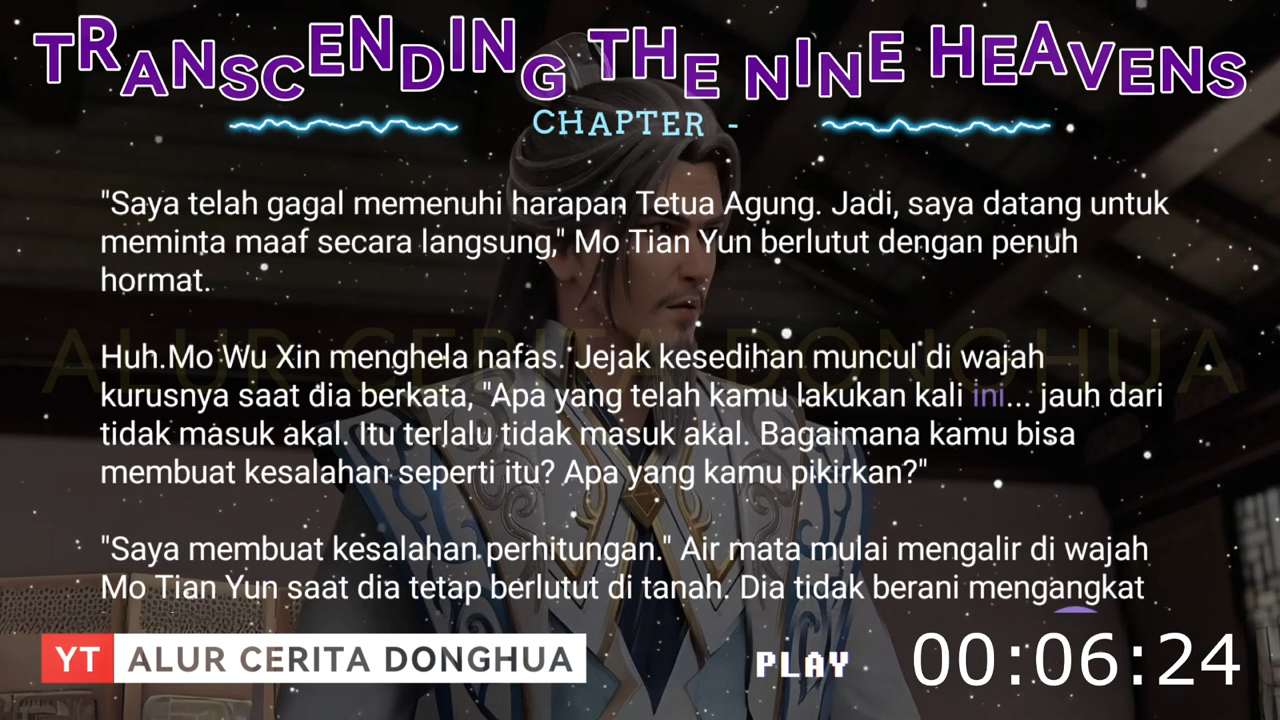 TRANSCENDING THE NINE HEAVENS
CHAPTER -
"Saya telah gagal memenuhi harapan Tetua Agung. Jadi, saya datang untuk
meminta maaf secara langsung," Mo Tian Yun berlutut dengan penuh
hormat.
Huh.Mo Wu Xin menghela nafas. Jejak kesedihan muncul di wajah
kurusnya saat dia berkata, "Apa yang telah kamu lakukan kali ini... jauh dari
tidak masuk akal. Itu terlalu tidak masuk akal. Bagaimana kamu bisa
membuat kesalahan seperti itu? Apa yang kamu pikirkan?"
"Saya membuat kesalahan perhitungan." Air mata mulai mengalir di wajah
Mo Tian Yun saat dia tetap berlutut di tanah. Dia tidak berani mengangkat
ALUR CERITA DONGHUA
YT ALUR CERITA DONGHUA
PLAY 00:06:24